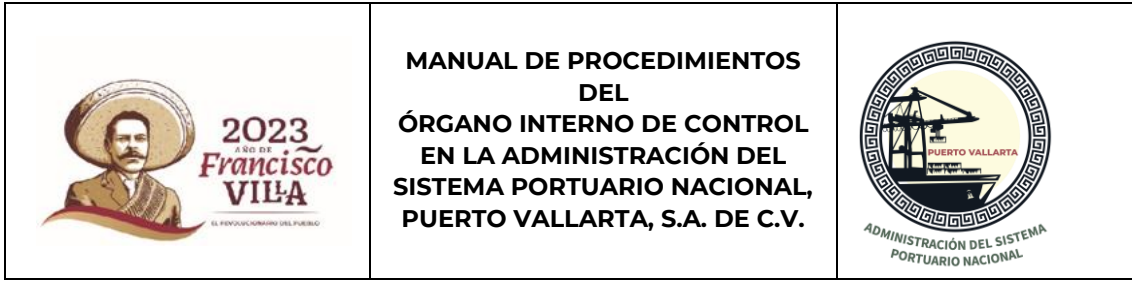 2023
AÑO DE
Francisco
VILLA
EL REVOLUCIONARIO DEL PUEBLO
MANUAL DE PROCEDIMIENTOS
DEL
ÓRGANO INTERNO DE CONTROL
EN LA ADMINISTRACIÓN DEL
SISTEMA PORTUARIO NACIONAL,
PUERTO VALLARTA, S.A. DE C.V.
PUERTO VALLARTA
ADMINISTRACIÓN DEL SISTEMA
PORTUARIO NACIONAL